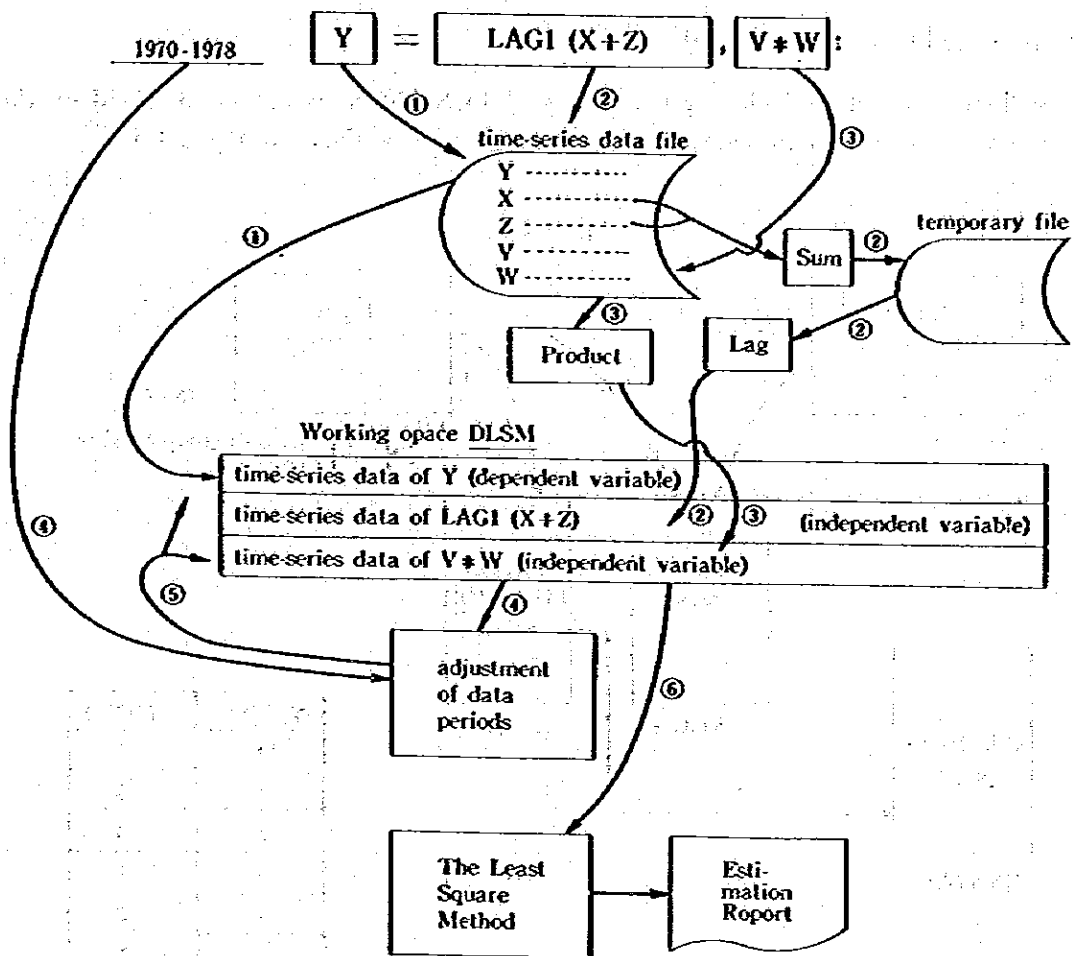 1970-1978 Y = LAG1 (X+Z) , V * W :
① ② ③
time-series data file
Y ----------
X ----------
Z ----------
Y ----------
W ----------
① Sum ② temporary file
③ ② 
Product Lag
Working opace DLSM
time-series data of Y (dependent variable)
time-series data of LAG1 (X+Z) ② ③ (independent variable)
time-series data of V * W (independent variable)
④ ⑤ ④
adjustment
of data
periods
⑥
The Least
Square
Method
Esti-
mation
Roport